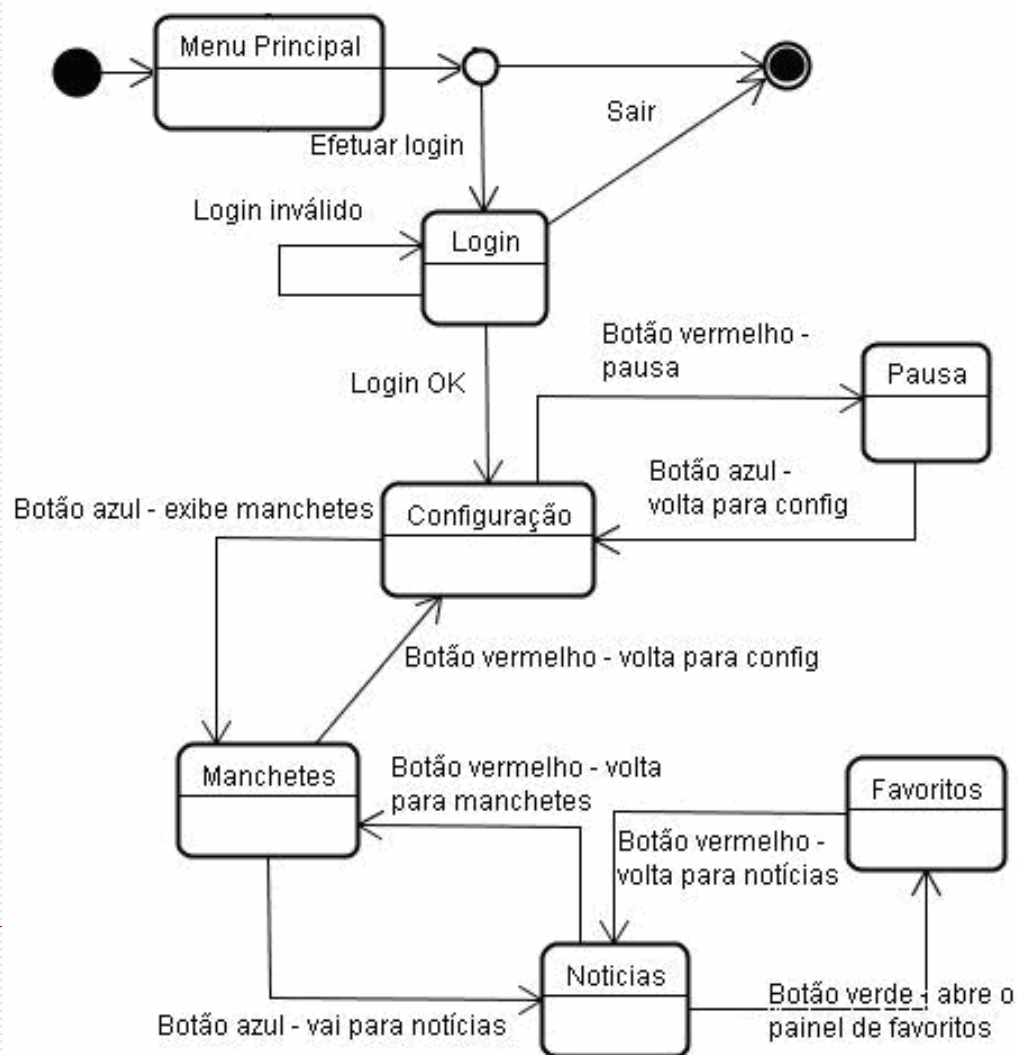 Menu Principal
Sair
Efetuar login
Login inválido
Login
Botão vermelho -
pausa
Pausa
Login OK
Botão azul -
volta para config
Botão azul - exibe manchetes
Configuração
Botão vermelho - volta para config
Manchetes
Botão vermelho - volta
para manchetes
Favoritos
Botão vermelho -
volta para notícias
Noticias
Botão verde - abre o
painel de favoritos
Botão azul - vai para notícias